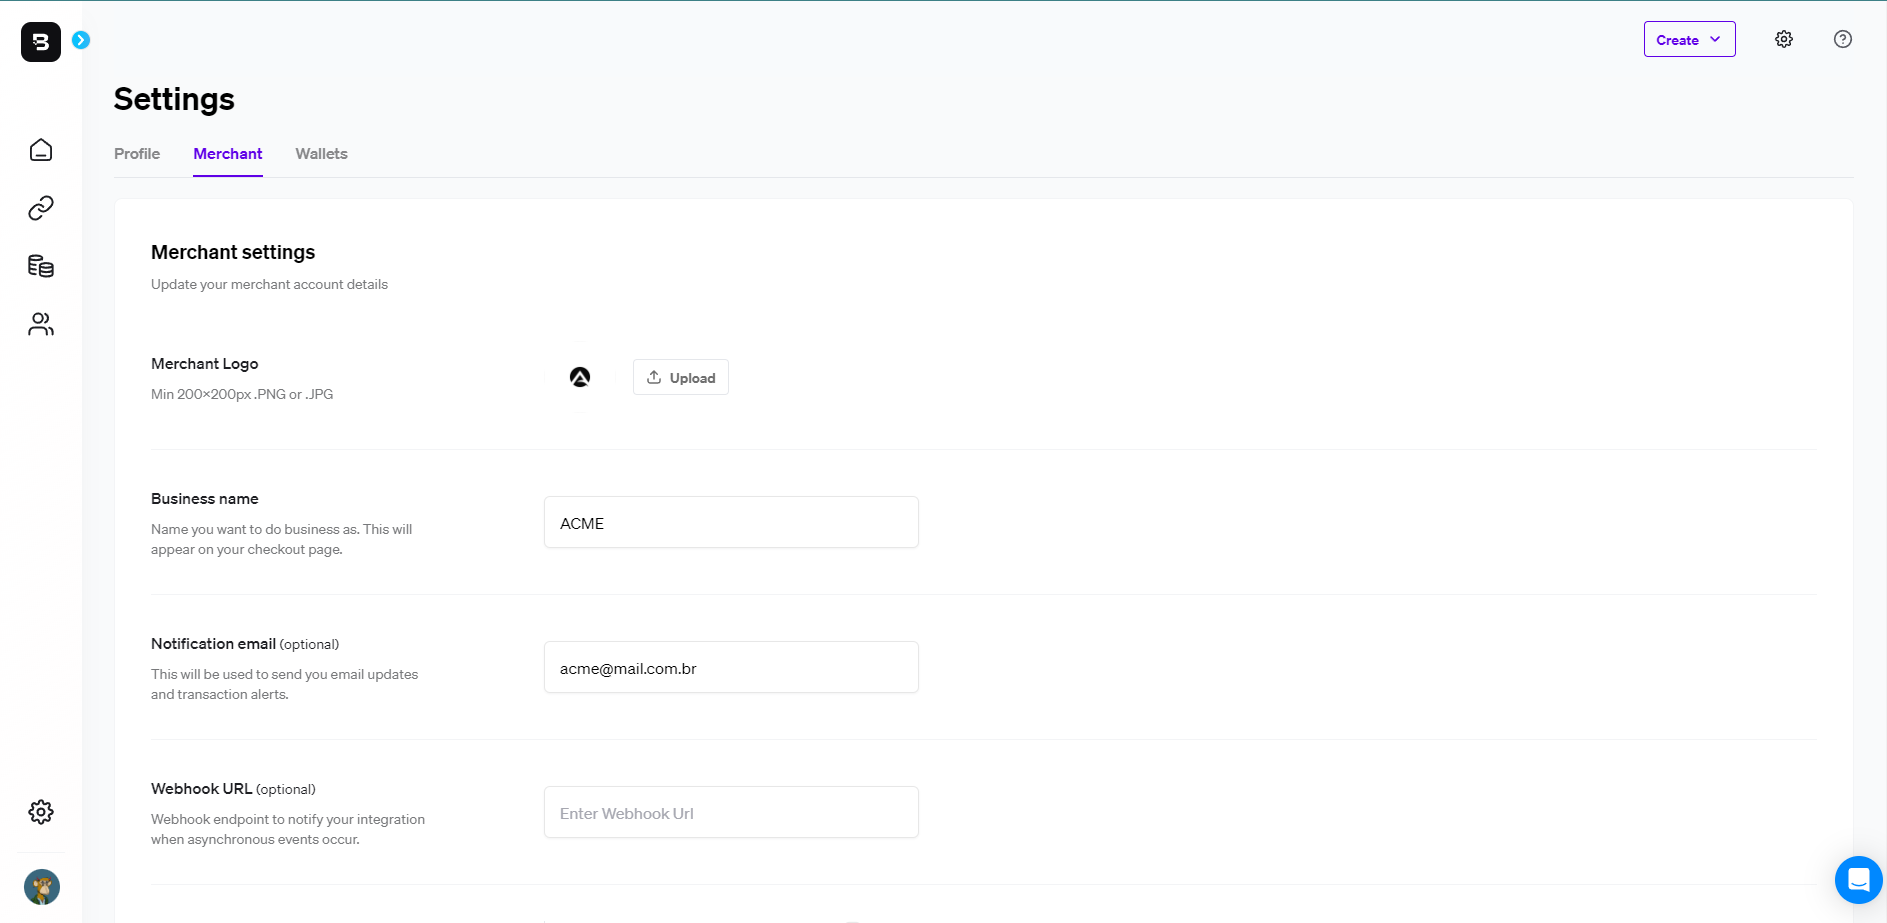 Create
Settings
Profile
Merchant
Wallets
Merchant settings
Update your merchant account details
Merchant Logo
Min 200×200px .PNG or .JPG
Upload
Business name
Name you want to do business as. This will
appear on your checkout page.
ACME
Notification email (optional)
This will be used to send you email updates
and transaction alerts.
acme@mail.com.br
Webhook URL (optional)
Webhook endpoint to notify your integration
when asynchronous events occur.
Enter Webhook Url